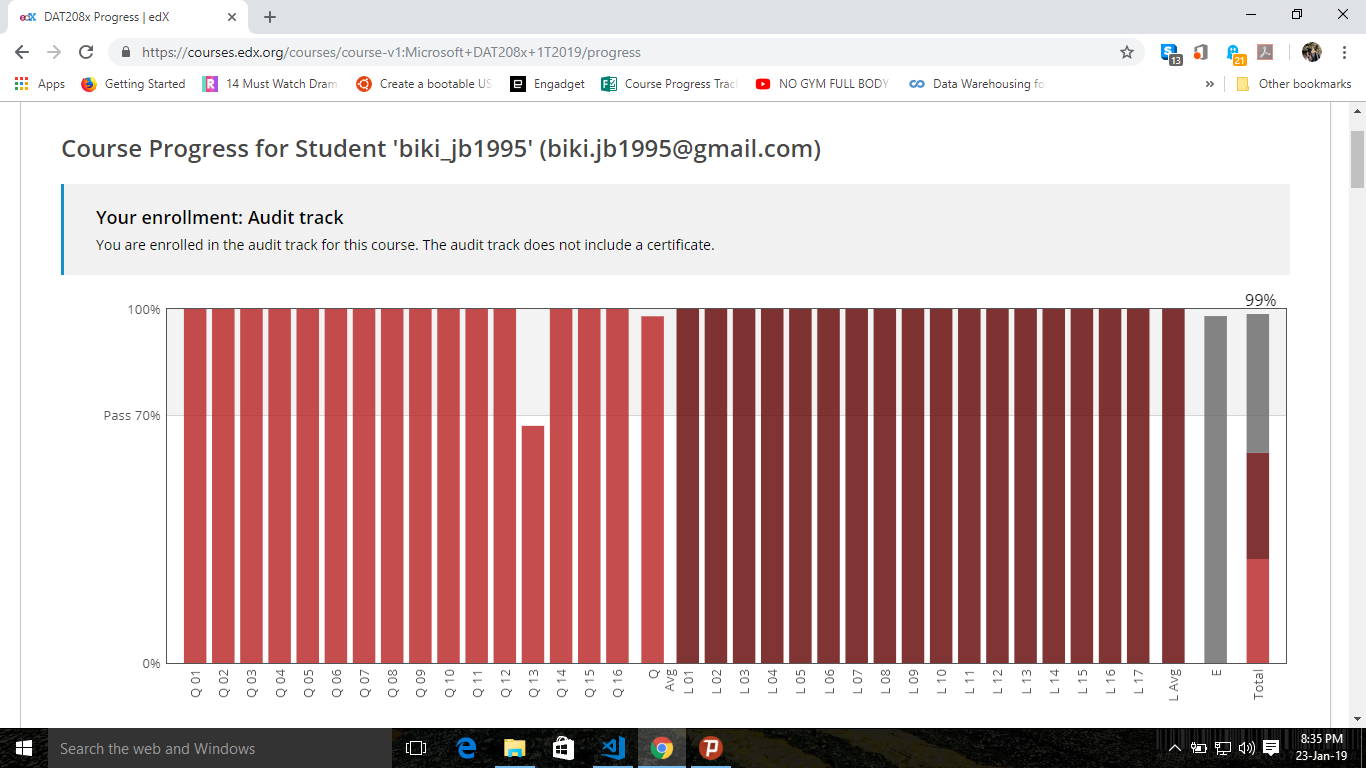 edX DAT208x Progress | edX
https://courses.edx.org/courses/course-v1:Microsoft+DAT208x+1T2019/progress
13
21
Apps Getting Started 14 Must Watch Dram Create a bootable US Engadget Course Progress Trac NO GYM FULL BODY Data Warehousing fo » Other bookmarks
Course Progress for Student 'biki_jb1995' (biki.jb1995@gmail.com)
Your enrollment: Audit track
You are enrolled in the audit track for this course. The audit track does not include a certificate.
99%
100%
Pass 70%
0%
Q 01 Q 02 Q 03 Q 04 Q 05 Q 06 Q 07 Q 08 Q 09 Q 10 Q 11 Q 12 Q 13 Q 14 Q 15 Q 16 Q Avg L 01 L 02 L 03 L 04 L 05 L 06 L 07 L 08 L 09 L 10 L 11 L 12 L 13 L 14 L 15 L 16 L 17 L Avg E Total
Search the web and Windows
8:35 PM
23-Jan-19